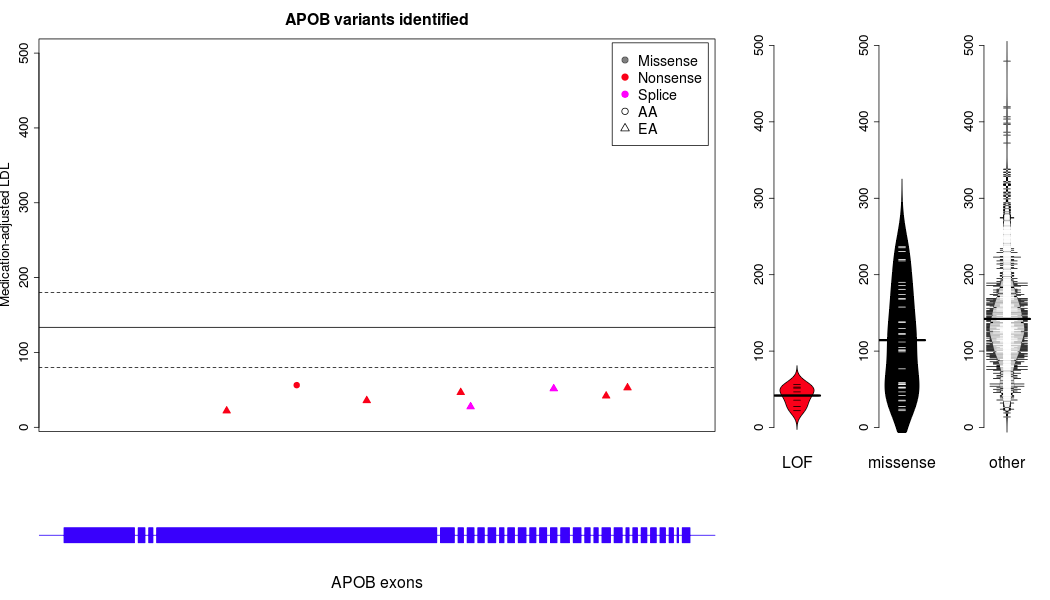 APOB variants identified
Medication-adjusted LDL
0
100
200
300
400
500
Missense
Nonsense
Splice
AA
EA
APOB exons
0
100
200
300
400
500
LOF
0
100
200
300
400
500
missense
0
100
200
300
400
500
other